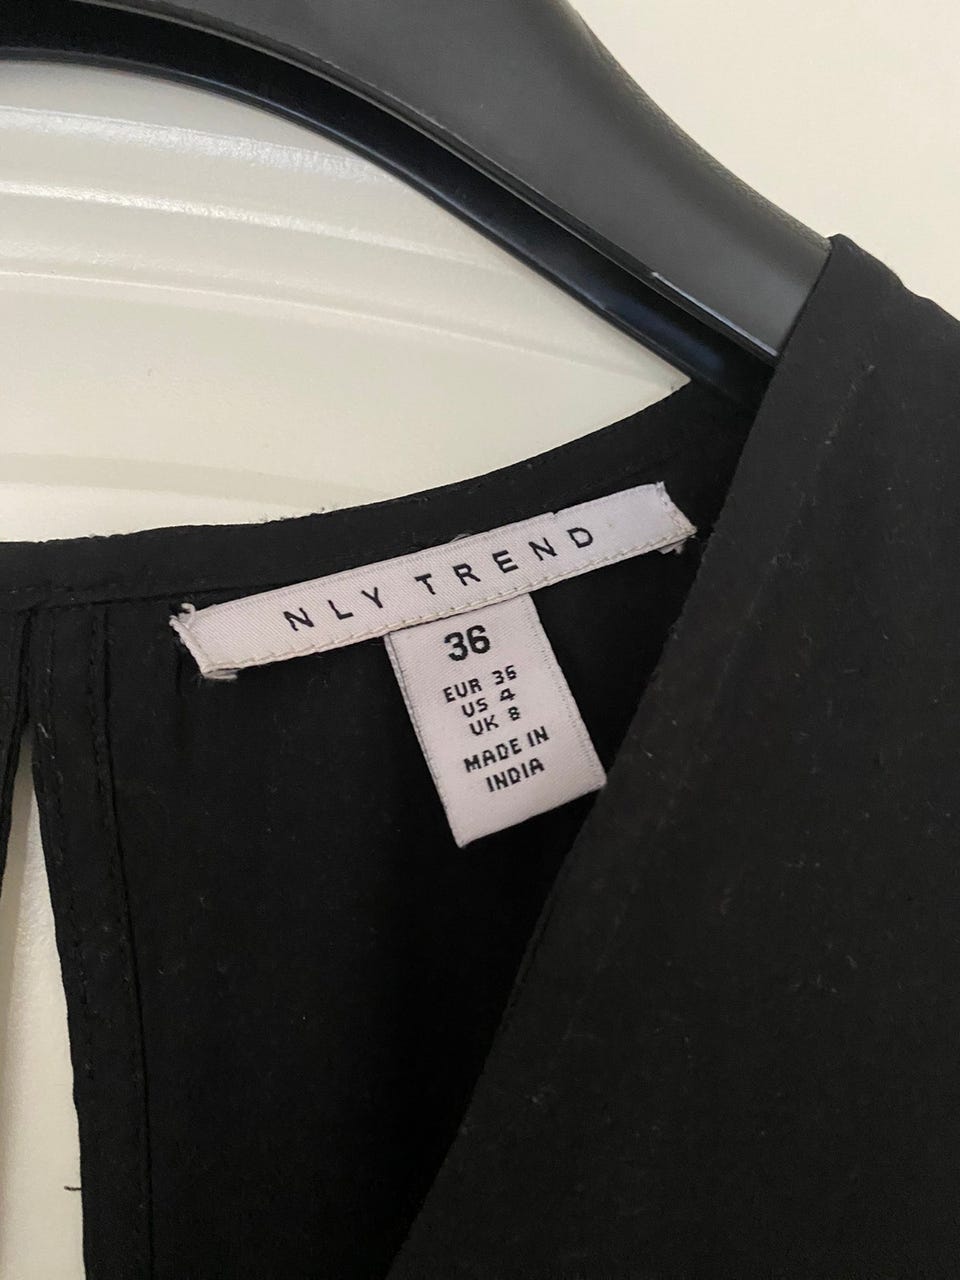 NLY TREND
36
EUR 36
US 4
UK 8
MADE IN
INDIA